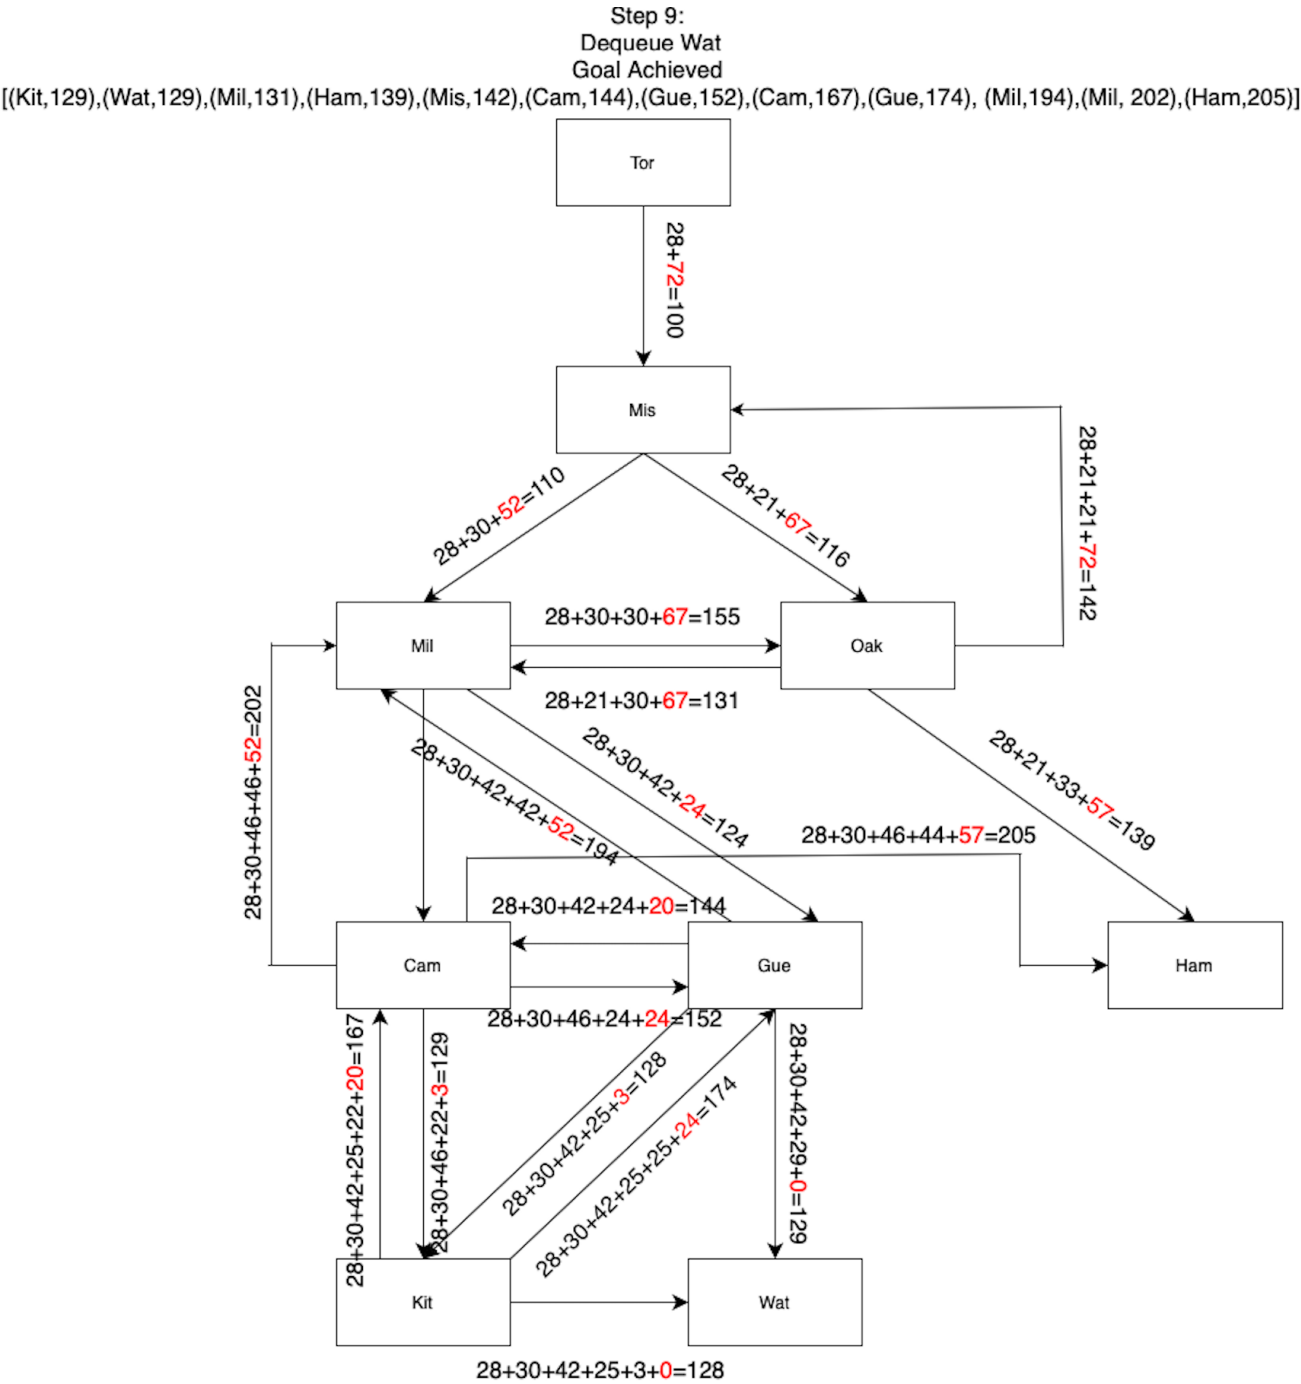 Step 9:
Dequeue Wat
Goal Achieved
[(Kit,129),(Wat,129),(Mil,131),(Ham,139),(Mis,142),(Cam,144),(Gue,152),(Cam,167),(Gue,174), (Mil,194),(Mil, 202),(Ham,205)]
Tor
28+72=100
Mis
28+30+52=110
28+21+67=116
28+21+21+72=142
Mil
28+30+30+67=155
Oak
28+21+30+67=131
28+30+46+46+52=202
28+30+42+42+52=194
28+30+42+24=124
28+21+33+57=139
28+30+46+44+57=205
28+30+42+24+20=144
Cam
Gue
Ham
28+30+46+24+24=152
28+30+42+25+22+20=167
28+30+46+22+3=129
28+30+42+25+3=128
28+30+42+25+25+24=174
28+30+42+29+0=129
Kit
Wat
28+30+42+25+3+0=128